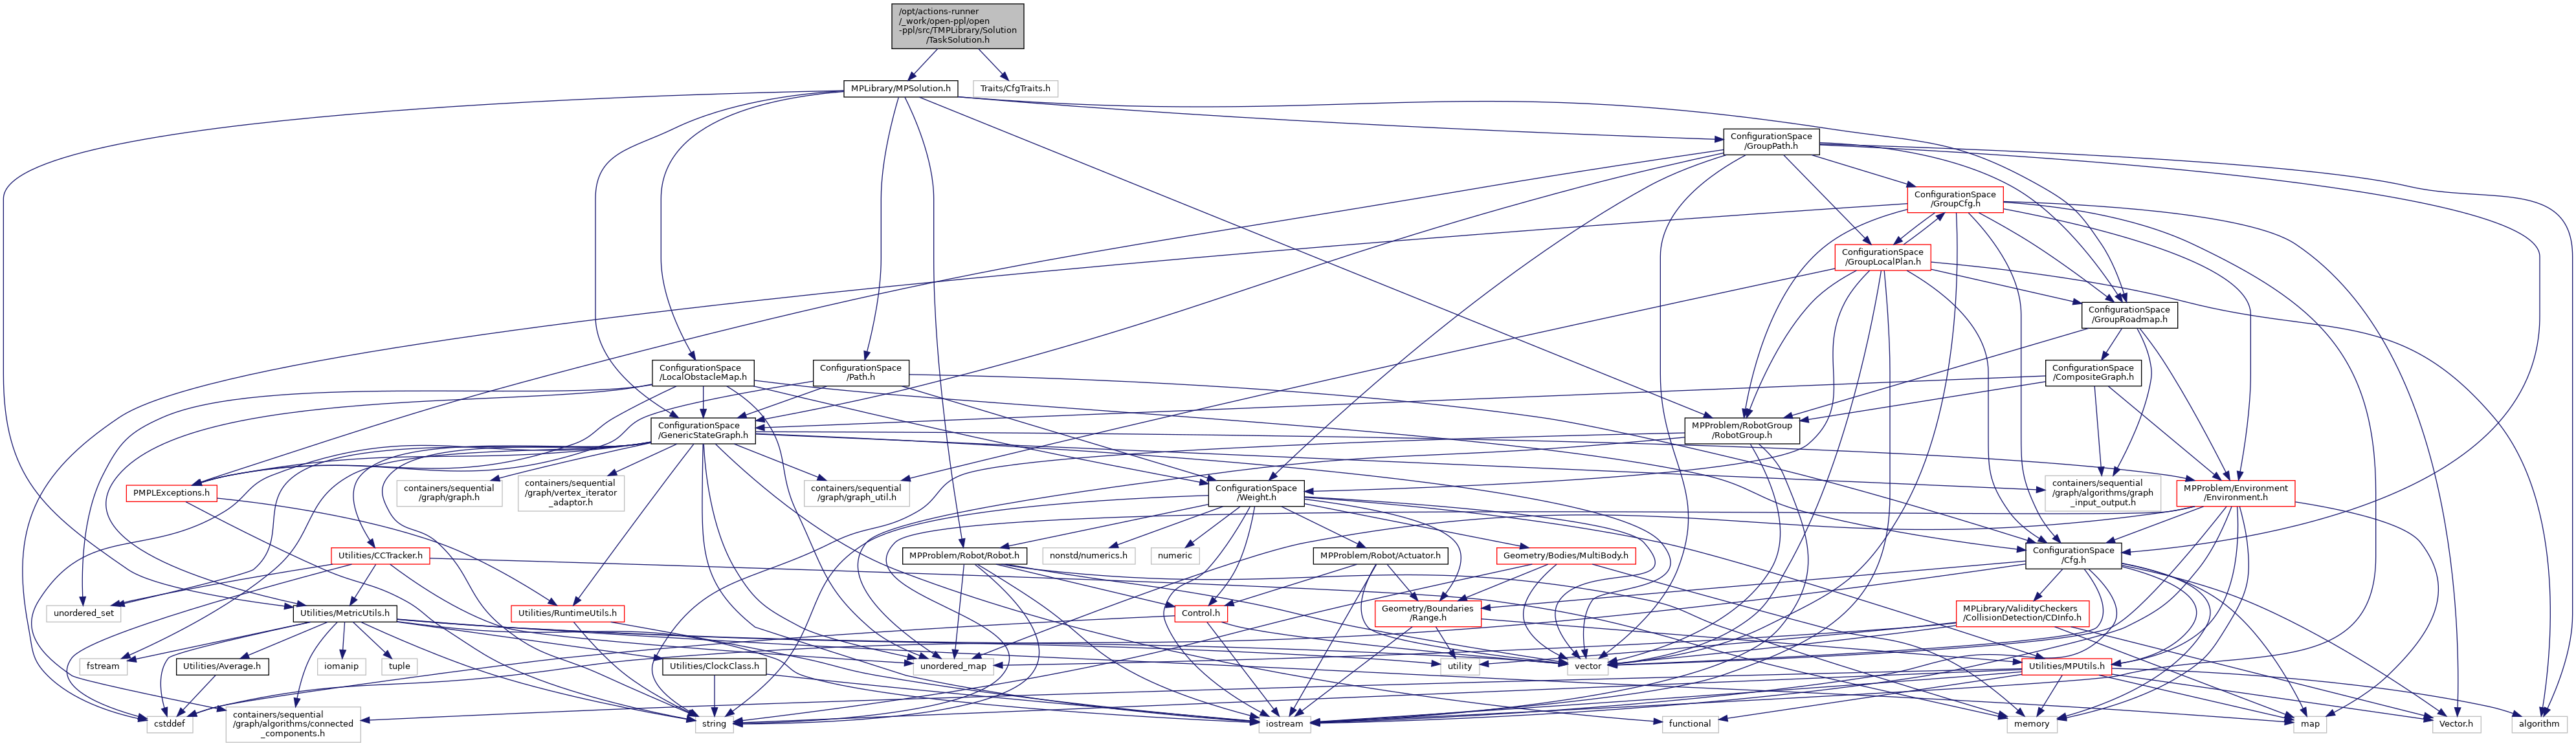 /opt/actions-runner
/_work/open-ppl/open
-ppl/src/TMPLibrary/Solution
/TaskSolution.h
MPLibrary/MPSolution.h
Traits/CfgTraits.h
ConfigurationSpace
/GroupPath.h
ConfigurationSpace
/GroupCfg.h
ConfigurationSpace
/GroupLocalPlan.h
ConfigurationSpace
/GroupRoadmap.h
ConfigurationSpace
/LocalObstacleMap.h
ConfigurationSpace
/Path.h
ConfigurationSpace
/CompositeGraph.h
ConfigurationSpace
/GenericStateGraph.h
MPProblem/RobotGroup
/RobotGroup.h
PMPLExceptions.h
containers/sequential
/graph/graph.h
containers/sequential
/graph/vertex_iterator
_adaptor.h
containers/sequential
/graph/graph_util.h
ConfigurationSpace
/Weight.h
containers/sequential
/graph/algorithms/graph
_input_output.h
MPProblem/Environment
/Environment.h
Utilities/CCTracker.h
MPProblem/Robot/Robot.h
nonstd/numerics.h
numeric
MPProblem/Robot/Actuator.h
Geometry/Bodies/MultiBody.h
ConfigurationSpace
/Cfg.h
unordered_set
Utilities/MetricUtils.h
Utilities/RuntimeUtils.h
Control.h
Geometry/Boundaries
/Range.h
MPLibrary/ValidityCheckers
/CollisionDetection/CDInfo.h
fstream
Utilities/Average.h
iomanip
tuple
Utilities/ClockClass.h
unordered_map
utility
vector
Utilities/MPUtils.h
cstddef
containers/sequential
/graph/algorithms/connected
_components.h
string
iostream
functional
memory
map
Vector.h
algorithm